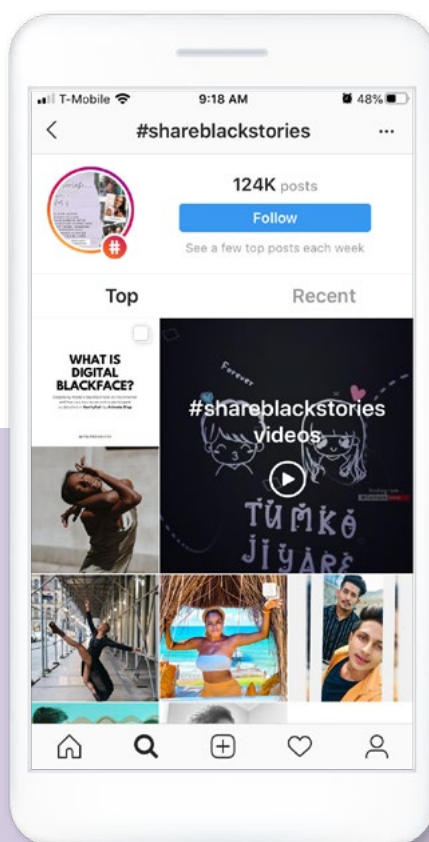 T-Mobile 9:18 AM 48%
#shareblackstories
124K posts
Follow
See a few top posts each week
#
Top Recent
WHAT IS
DIGITAL
BLACKFACE?
Forever
#shareblackstories
videos
TUMKO
JIYARE